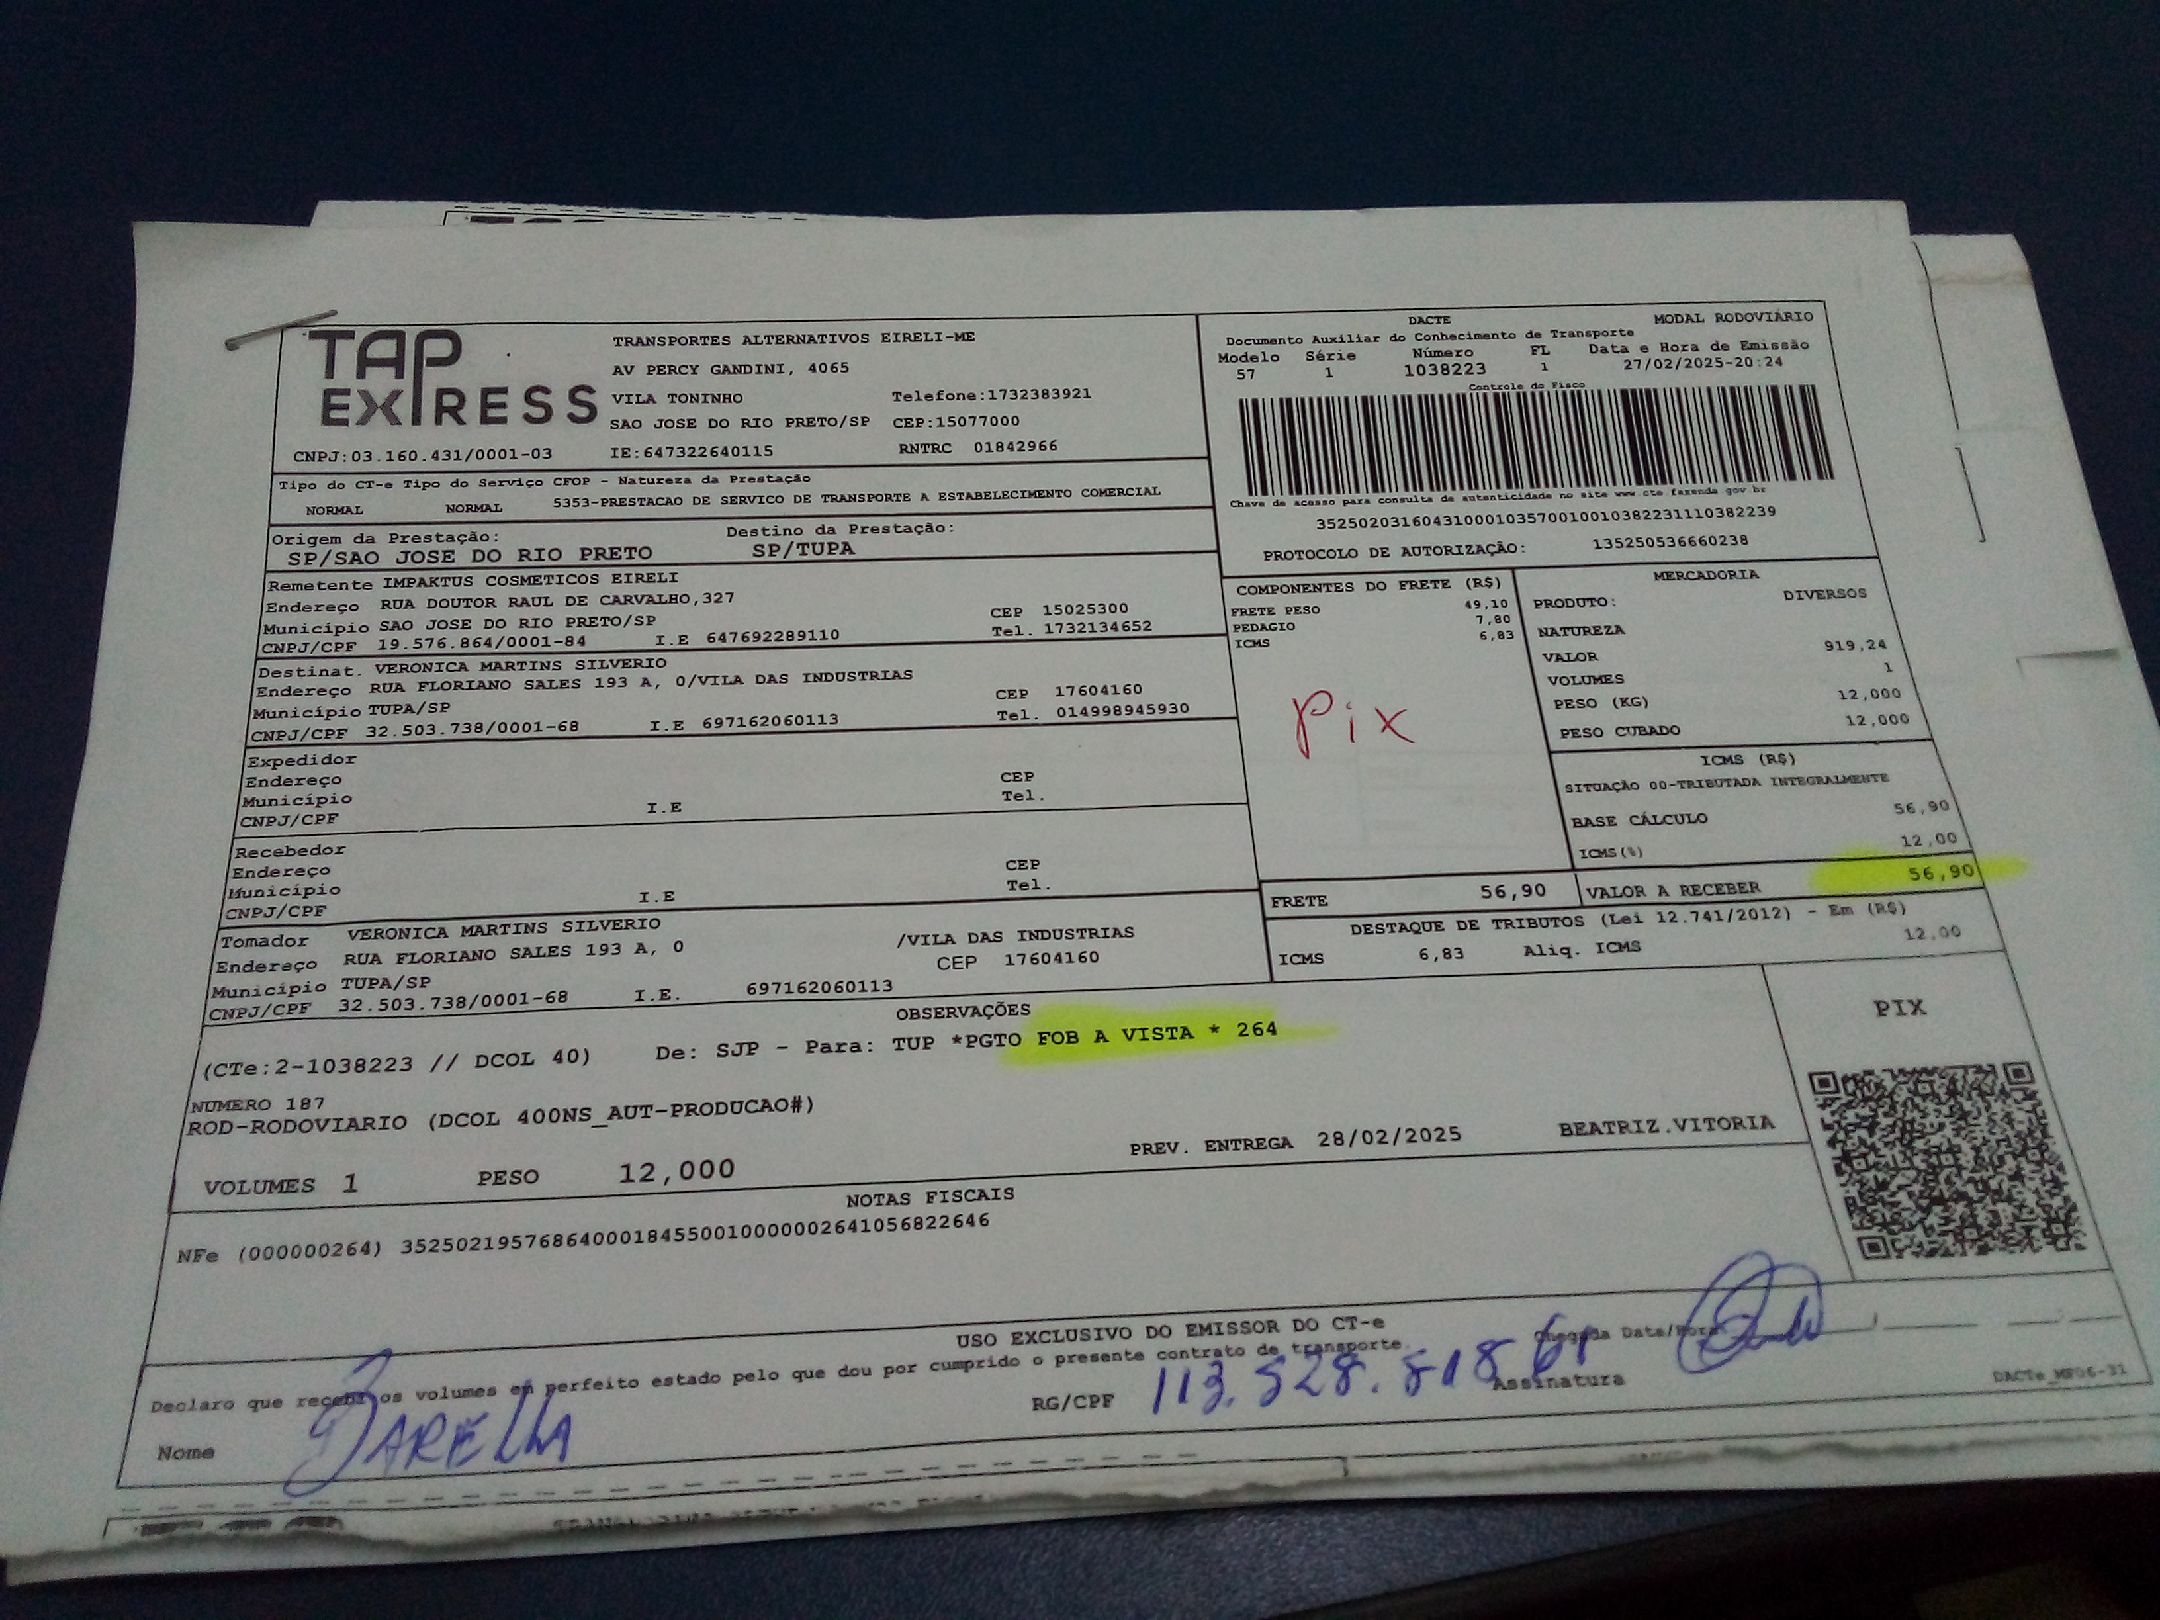 TAP EXPRESS
TRANSPORTES ALTERNATIVOS EIRELI-ME
AV PERCY GANDINI, 4065
VILA TONINHO Telefone:1732383921
SAO JOSE DO RIO PRETO/SP CEP:15077000
CNPJ:03.160.431/0001-03 IE:647322640115 RNTRC 01842966
DACTE MODAL RODOVIÁRIO
Documento Auxiliar do Conhecimento de Transporte
Modelo Série Número FL Data e Hora de Emissão
57 1 1038223 1 27/02/2025-20:24
Controle do Fisco
Chave de acesso para consulta de autenticidade no site www.cte.fazenda.gov.br
35250203160431000103570010010382231110382239
PROTOCOLO DE AUTORIZAÇÃO: 135250536660238
Tipo do CT-e Tipo do Serviço CFOP - Natureza da Prestação
NORMAL NORMAL 5353-PRESTACAO DE SERVICO DE TRANSPORTE A ESTABELECIMENTO COMERCIAL
Origem da Prestação: Destino da Prestação:
SP/SAO JOSE DO RIO PRETO SP/TUPA
Remetente IMPAKTUS COSMETICOS EIRELI
Endereço RUA DOUTOR RAUL DE CARVALHO,327 CEP 15025300
Município SAO JOSE DO RIO PRETO/SP Tel. 1732134652
CNPJ/CPF 19.576.864/0001-84 I.E 647692289110
Destinat. VERONICA MARTINS SILVERIO
Endereço RUA FLORIANO SALES 193 A, 0/VILA DAS INDUSTRIAS CEP 17604160
Município TUPA/SP Tel. 014998945930
CNPJ/CPF 32.503.738/0001-68 I.E 697162060113
Expedidor
Endereço CEP
Município Tel.
CNPJ/CPF I.E
Recebedor
Endereço CEP
Município Tel.
CNPJ/CPF I.E
Tomador VERONICA MARTINS SILVERIO
Endereço RUA FLORIANO SALES 193 A, 0 /VILA DAS INDUSTRIAS
Município TUPA/SP CEP 17604160
CNPJ/CPF 32.503.738/0001-68 I.E. 697162060113
COMPONENTES DO FRETE (R$)
FRETE PESO 49,10
PEDAGIO 7,80
ICMS 6,83
Pix
MERCADORIA
PRODUTO: DIVERSOS
NATUREZA
VALOR 919,24
VOLUMES 1
PESO (KG) 12,000
PESO CUBADO 12,000
ICMS (R$)
SITUAÇÃO 00-TRIBUTADA INTEGRALMENTE
BASE CÁLCULO 56,90
ICMS(%) 12,00
FRETE 56,90 VALOR A RECEBER 56,90
DESTAQUE DE TRIBUTOS (Lei 12.741/2012) - Em (R$)
ICMS 6,83 Aliq. ICMS 12,00
OBSERVAÇÕES
(CTe:2-1038223 // DCOL 40) De: SJP - Para: TUP *PGTO FOB A VISTA * 264
NUMERO 187
ROD-RODOVIARIO (DCOL 400NS_AUT-PRODUCAO#)
PREV. ENTREGA 28/02/2025 BEATRIZ.VITORIA
VOLUMES 1 PESO 12,000
PIX
NOTAS FISCAIS
NFe (000000264) 35250219576864000184550010000002641056822646
USO EXCLUSIVO DO EMISSOR DO CT-e
Declaro que recebi os volumes em perfeito estado pelo que dou por cumprido o presente contrato de transporte.
Chegada Data/Hora
Nome RG/CPF 113.528.818 61 Assinatura
DACTe_MP06-31